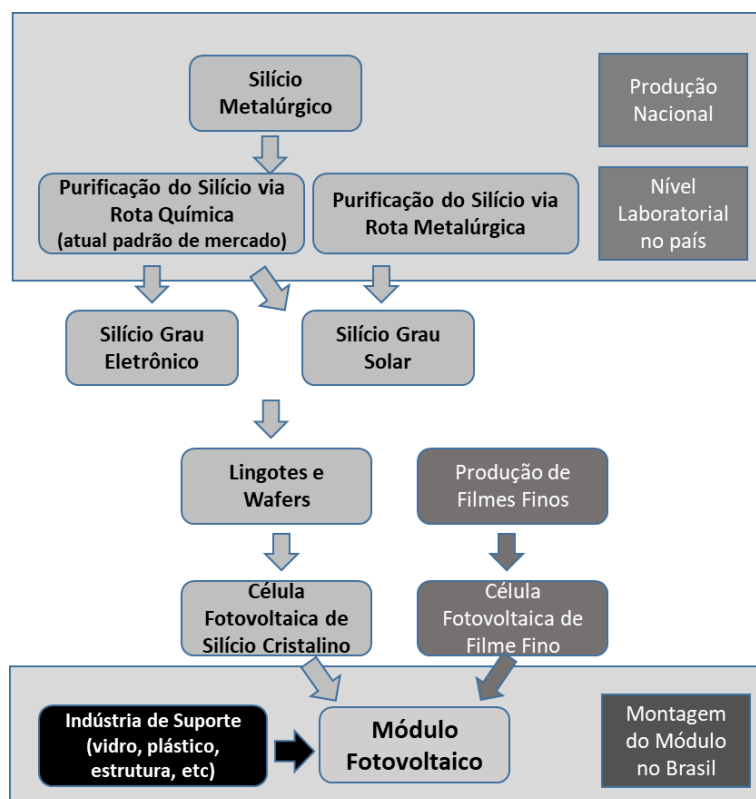 Silício
Metalúrgico
Produção
Nacional
Purificação do Silício via
Rota Química
(atual padrão de mercado)
Purificação do Silício via
Rota Metalúrgica
Nível
Laboratorial
no país
Silício Grau
Eletrônico
Silício Grau
Solar
Lingotes e
Wafers
Produção de
Filmes Finos
Célula
Fotovoltaica de
Silício Cristalino
Célula
Fotovoltaica de
Filme Fino
Indústria de Suporte
(vidro, plástico,
estrutura, etc)
Módulo
Fotovoltaico
Montagem
do Módulo
no Brasil